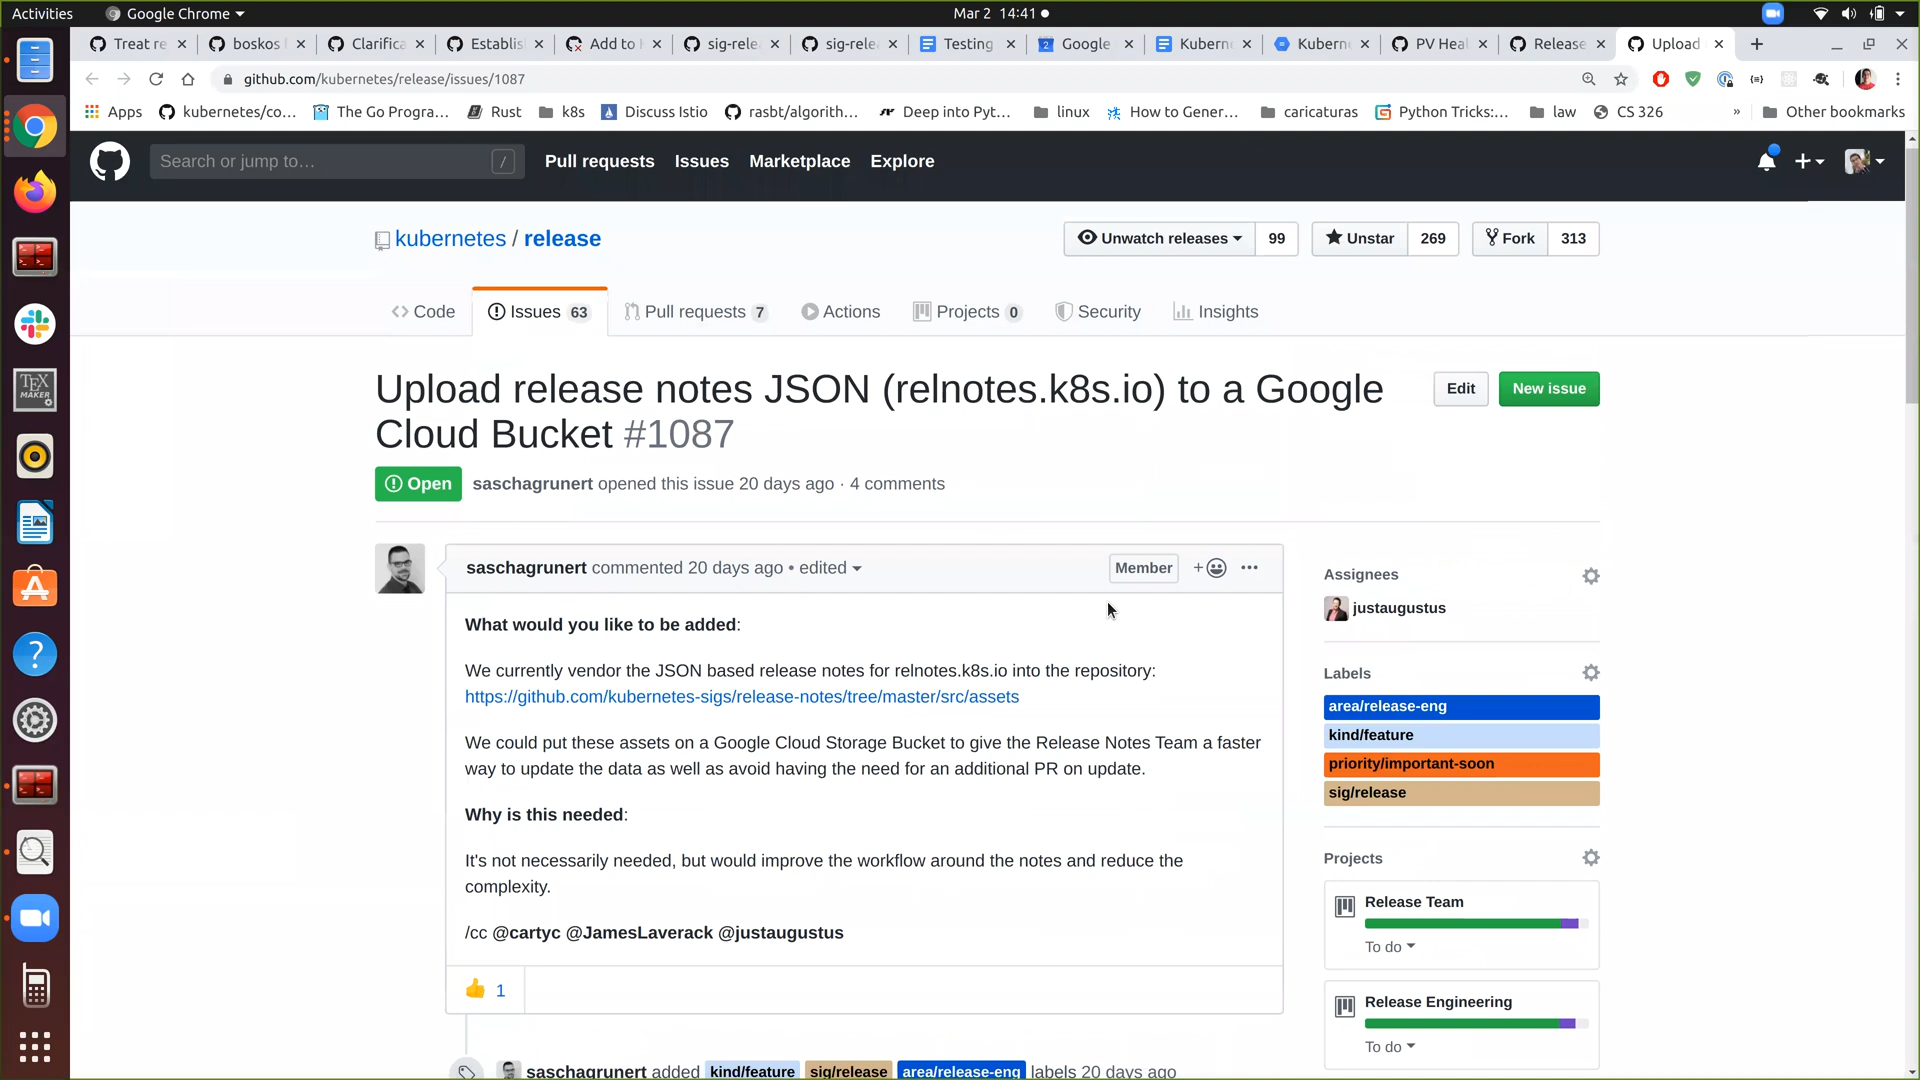 Activities Google Chrome Mar 2 14:41
Treat re boskos Clarifica Establis Add to sig-rele sig-rele Testing Google Kubern Kubern PV Heal Release Upload
github.com/kubernetes/release/issues/1087
Apps kubernetes/co... The Go Progra... Rust k8s Discuss Istio rasbt/algorith... Deep into Pyt... linux How to Gener... caricaturas Python Tricks:... law CS 326 » Other bookmarks
Search or jump to… / Pull requests Issues Marketplace Explore
kubernetes / release Unwatch releases 99 Unstar 269 Fork 313
Code Issues 63 Pull requests 7 Actions Projects 0 Security Insights
Upload release notes JSON (relnotes.k8s.io) to a Google
Cloud Bucket #1087
Edit New issue
Open saschagrunert opened this issue 20 days ago · 4 comments
saschagrunert commented 20 days ago • edited Member
What would you like to be added:
We currently vendor the JSON based release notes for relnotes.k8s.io into the repository:
https://github.com/kubernetes-sigs/release-notes/tree/master/src/assets
We could put these assets on a Google Cloud Storage Bucket to give the Release Notes Team a faster
way to update the data as well as avoid having the need for an additional PR on update.
Why is this needed:
It's not necessarily needed, but would improve the workflow around the notes and reduce the
complexity.
/cc @cartyc @JamesLaverack @justaugustus
👍 1
saschagrunert added kind/feature sig/release area/release-eng labels 20 days ago
Assignees
justaugustus
Labels
area/release-eng
kind/feature
priority/important-soon
sig/release
Projects
Release Team
To do
Release Engineering
To do
TEX
MAKER